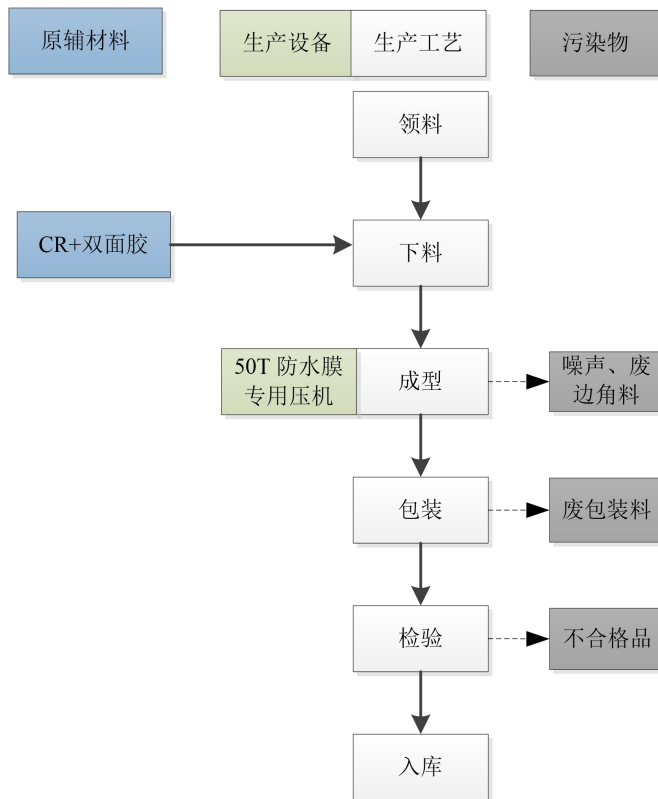 原辅材料
生产设备
生产工艺
污染物
领料
CR+双面胶
下料
50T 防水膜
专用压机
成型
噪声、废
边角料
包装
废包装料
检验
不合格品
入库